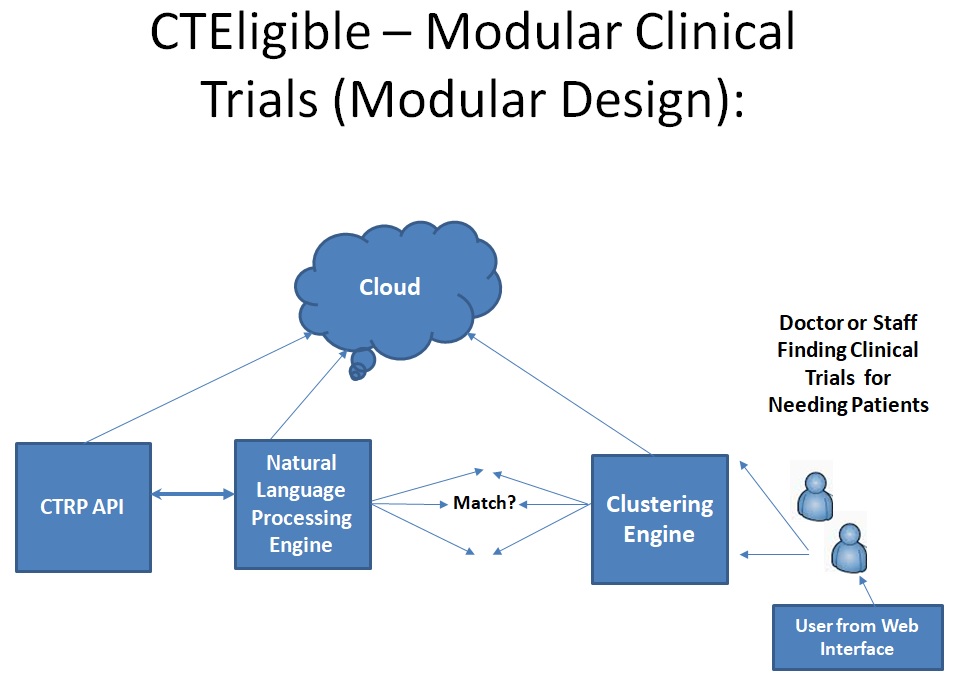 CTEligible – Modular Clinical
Trials (Modular Design):
Cloud
Doctor or Staff
Finding Clinical
Trials for
Needing Patients
CTRP API
Natural
Language
Processing
Engine
Match?
Clustering
Engine
User from Web
Interface